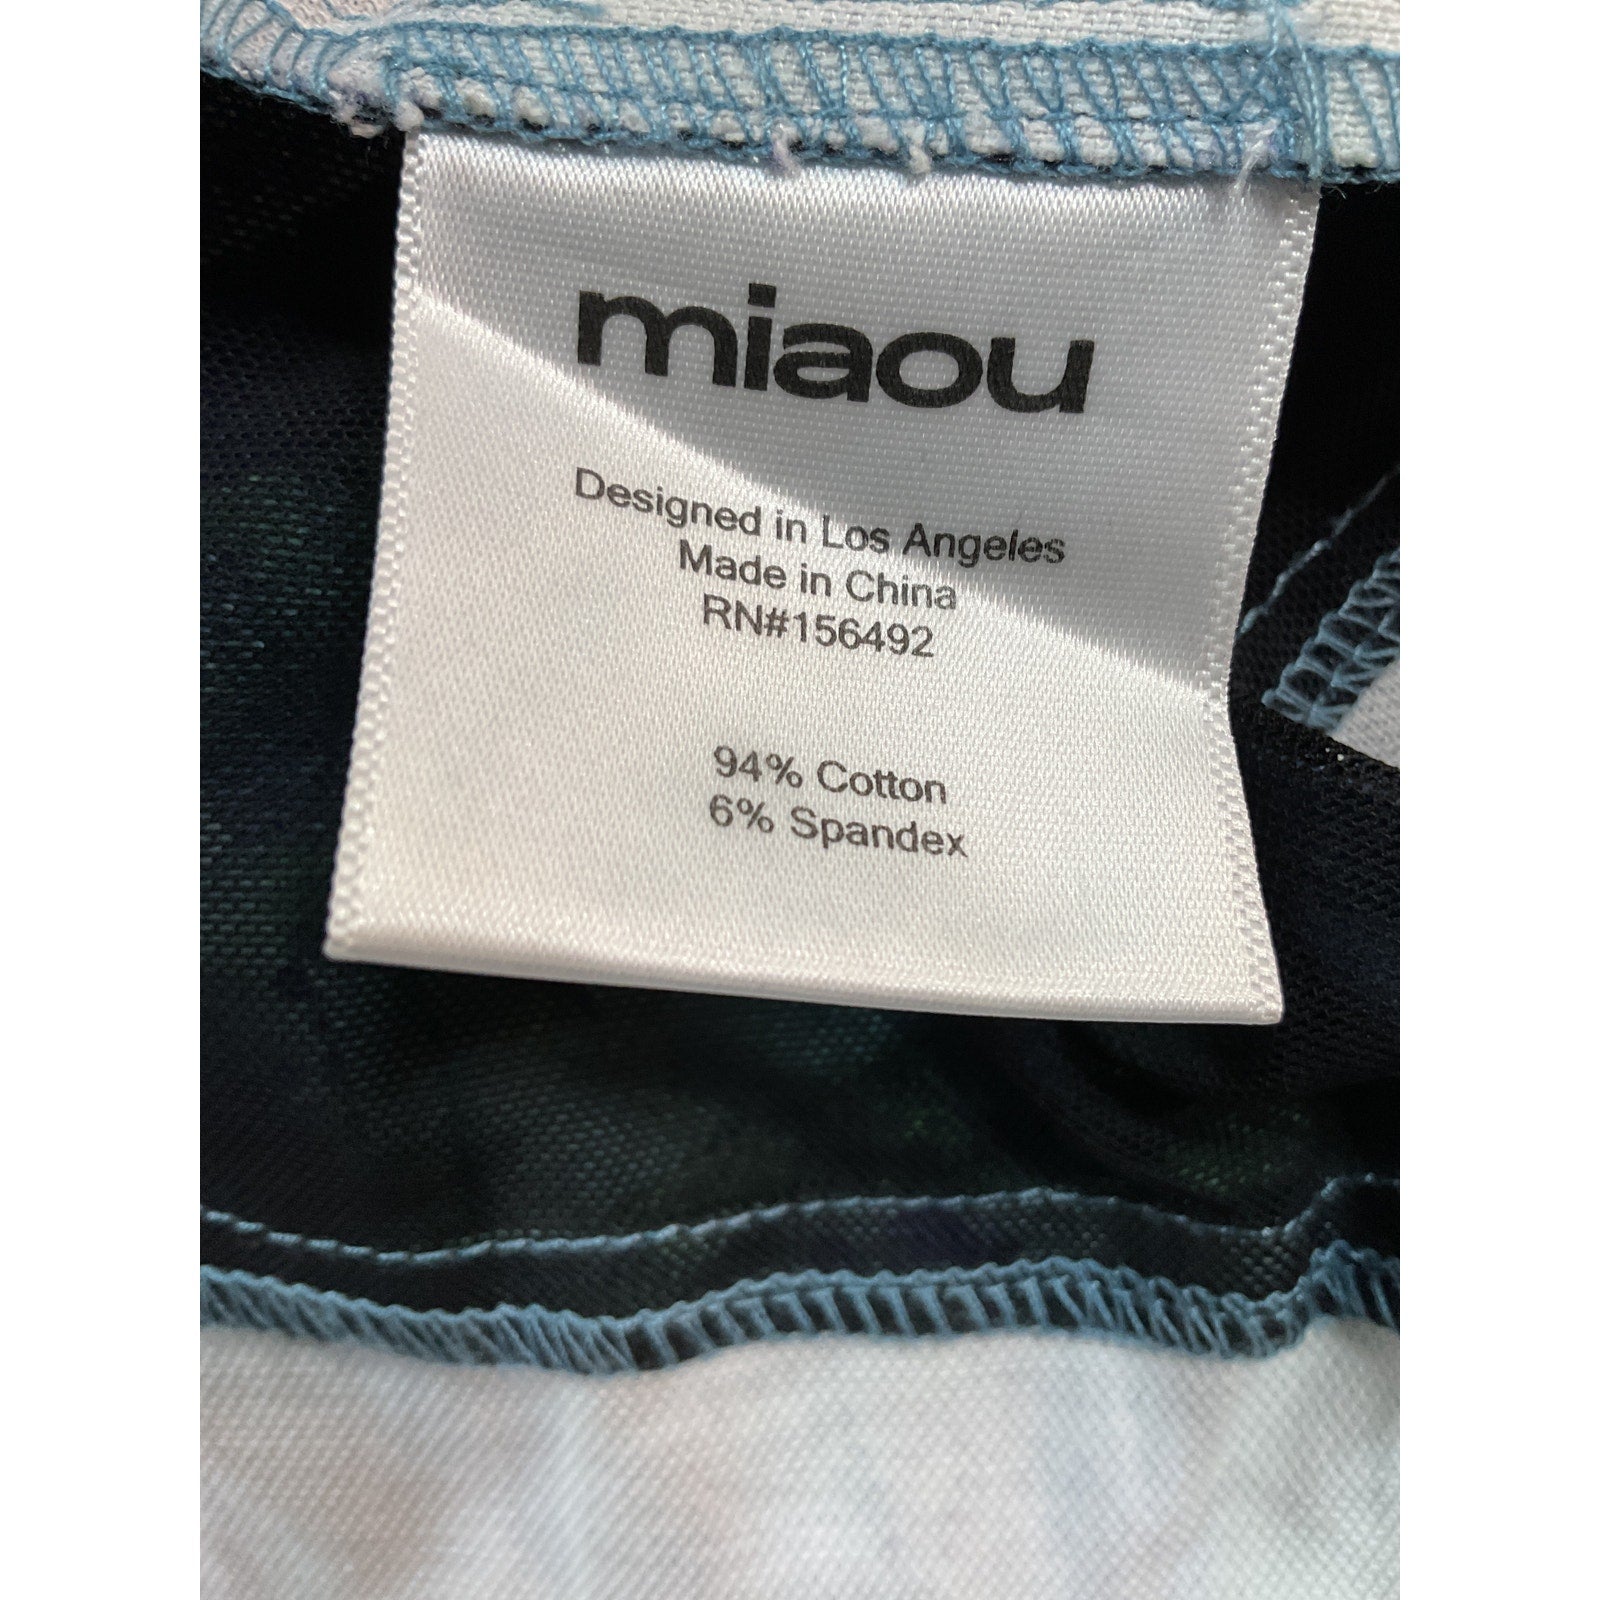 miaou
Designed in Los Angeles
Made in China
RN#156492
94% Cotton
6% Spandex